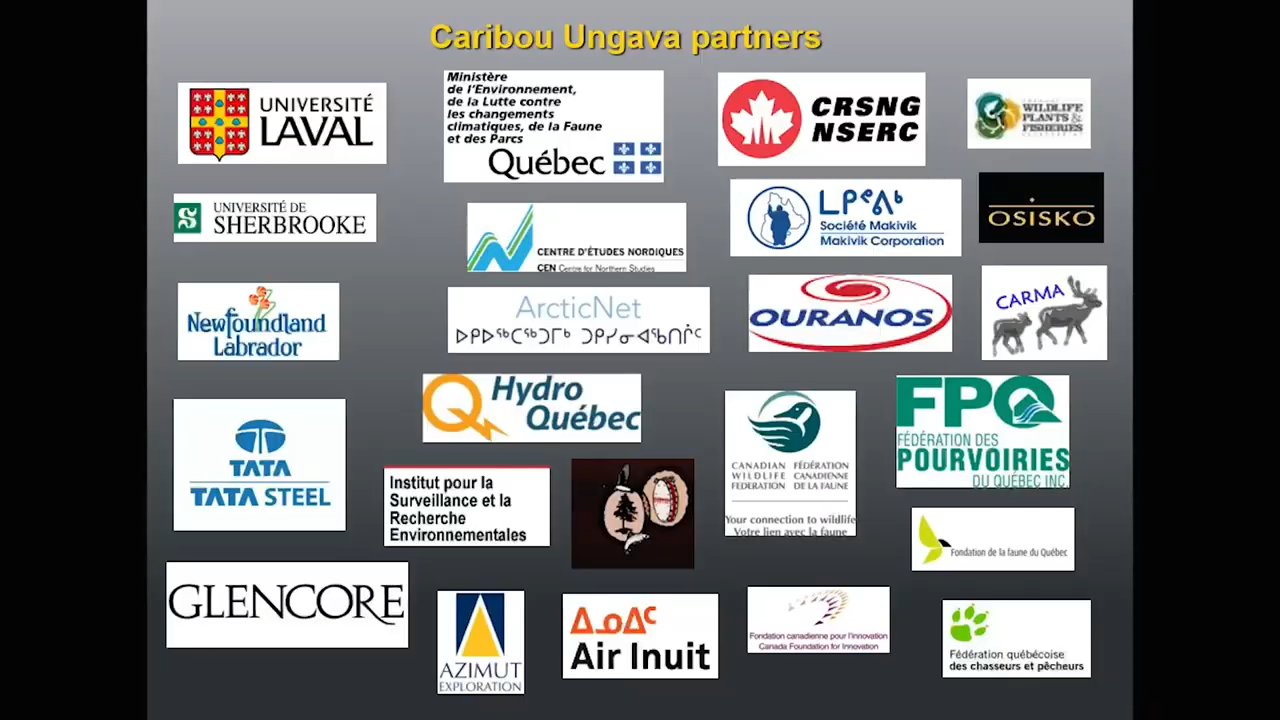 Caribou Ungava partners
UNIVERSITÉ
LAVAL
Ministère
de l'Environnement,
de la Lutte contre
les changements
climatiques, de la Faune
et des Parcs
Québec
CRSNG
NSERC
WILDLIFE
PLANTS &
FISHERIES
UNIVERSITÉ DE
SHERBROOKE
CENTRE D'ÉTUDES NORDIQUES
CEN Centre for Northern Studies
ᒪᑭᕝᕕᒃ
Société Makivik
Makivik Corporation
OSISKO
Newfoundland
Labrador
ArcticNet
ᐅᑭᐅᖅᑕᖅᑐᒥᒃ ᑐᑭᓯᓂᐊᖃᑎᒌᑦ
OURANOS
CARMA
Hydro
Québec
TATA
TATA STEEL
Institut pour la
Surveillance et la
Recherche
Environnementales
CANADIAN FÉDÉRATION
WILDLIFE CANADIENNE
FEDERATION DE LA FAUNE
Your connection to wildlife
Votre lien avec la faune
FPQ
FÉDÉRATION DES
POURVOIRIES
DU QUÉBEC INC.
Fondation de la faune du Québec
GLENCORE
AZIMUT
EXPLORATION
ᐃᓄᐃᑦ
Air Inuit
Fondation canadienne pour l'innovation
Canada Foundation for Innovation
Fédération québécoise
des chasseurs et pêcheurs